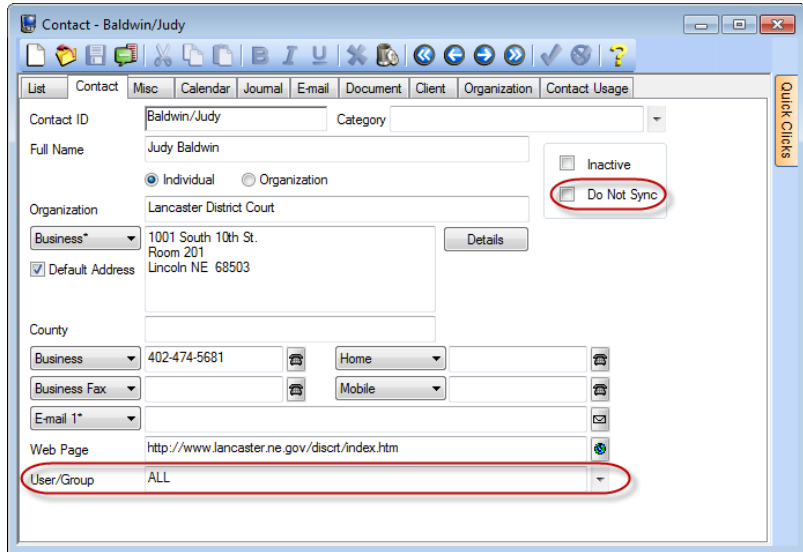 Contact - Baldwin/Judy
B I U
List Contact Misc Calendar Journal E-mail Document Client Organization Contact Usage
Quick Clicks
Contact ID Baldwin/Judy Category
Full Name Judy Baldwin
Inactive
Individual Organization
Do Not Sync
Organization Lancaster District Court
Business* 1001 South 10th St. Details
Room 201
Default Address Lincoln NE 68503
County
Business 402-474-5681 Home
Business Fax Mobile
E-mail 1*
Web Page http://www.lancaster.ne.gov/discrt/index.htm
User/Group ALL